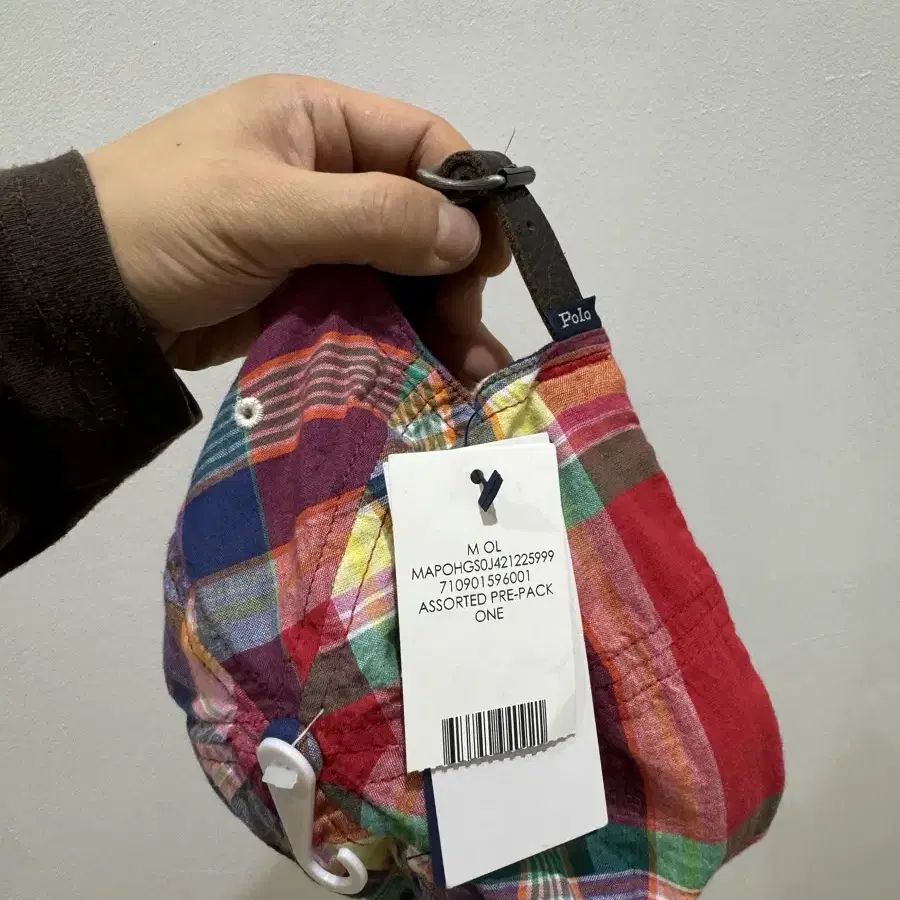 Polo
M OL
MAPOHGS0J421225999
710901596001
ASSORTED PRE-PACK
ONE